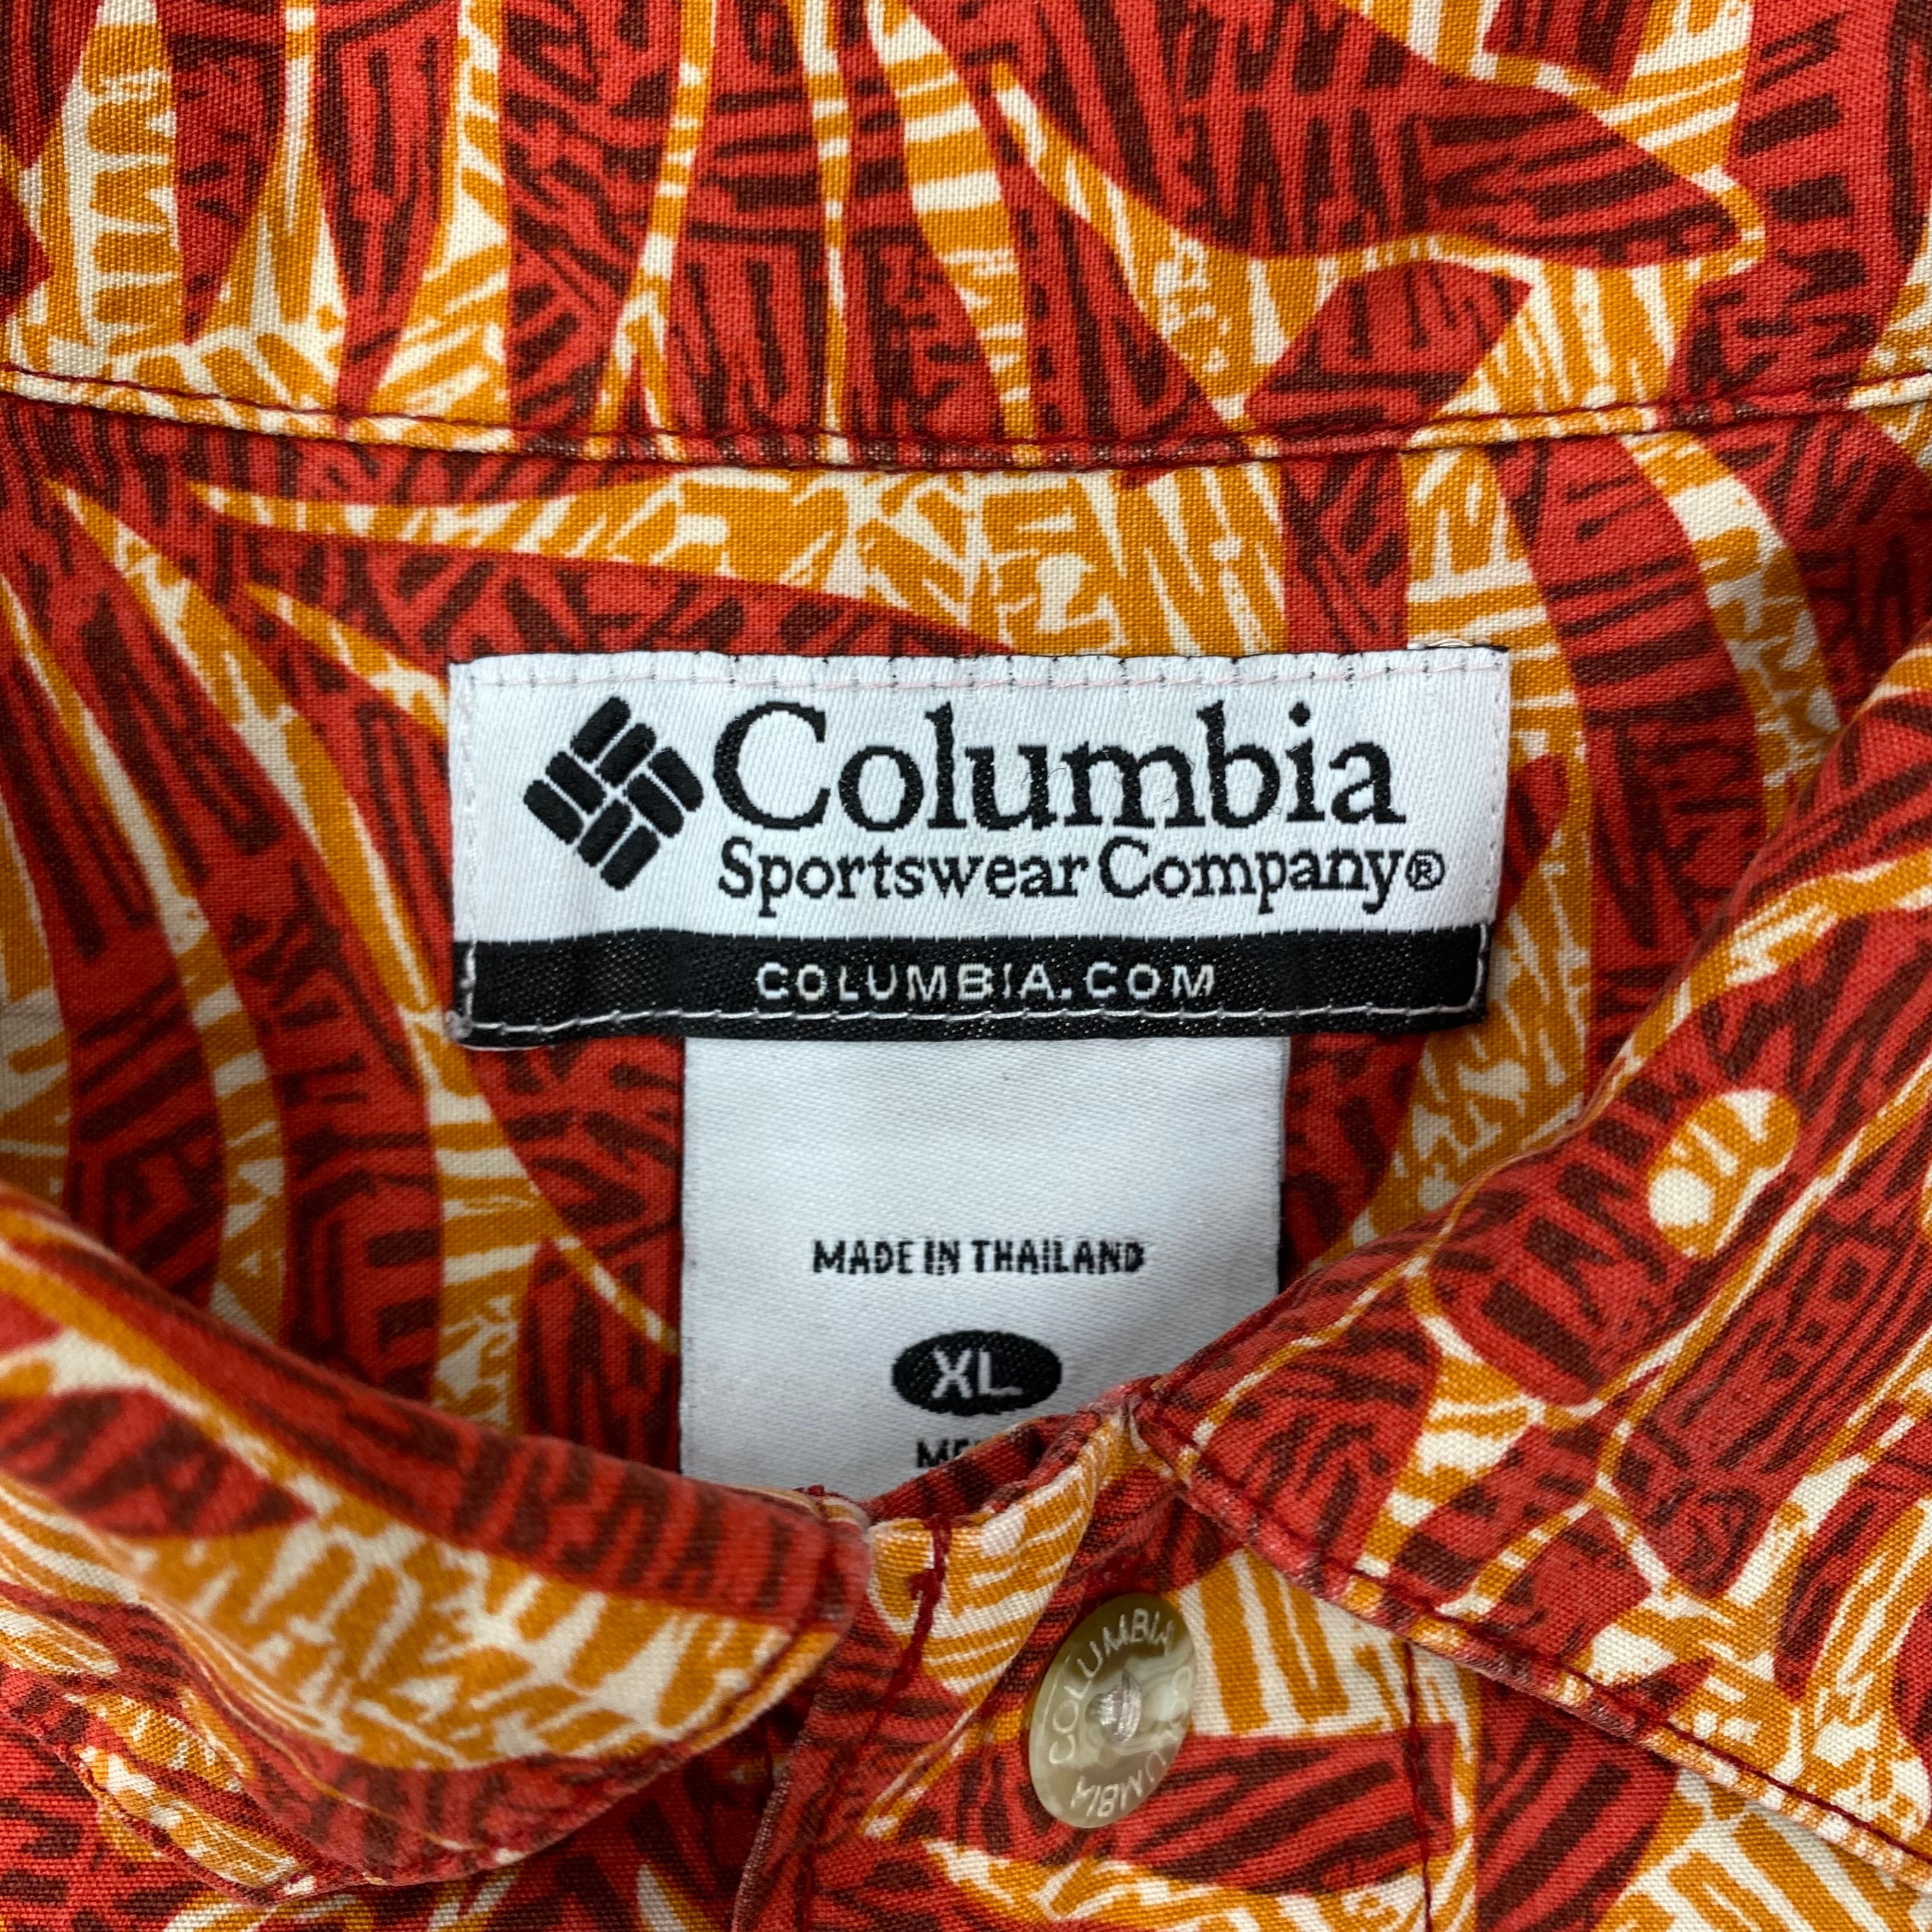 Columbia
Sportswear Company®
COLUMBIA.COM
MADE IN THAILAND
XL
COLUMBIA COLUMBIA